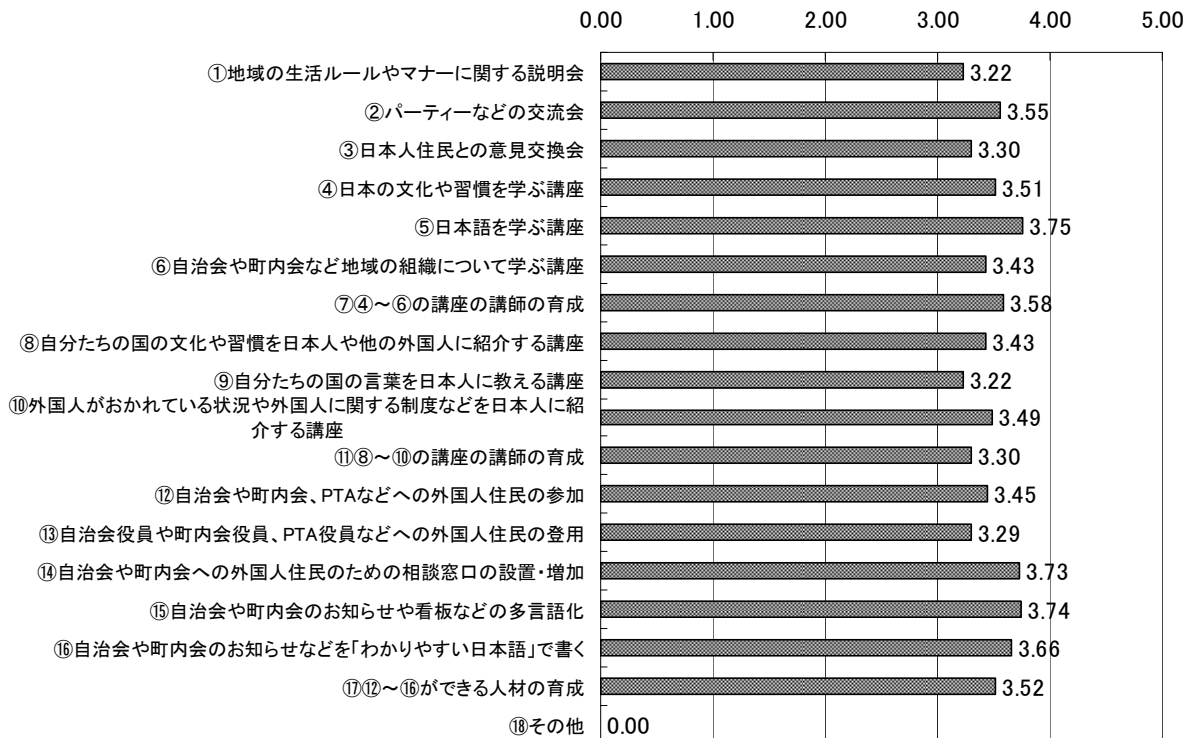 0.00 1.00 2.00 3.00 4.00 5.00
①地域の生活ルールやマナーに関する説明会 3.22
②パーティーなどの交流会 3.55
③日本人住民との意見交換会 3.30
④日本の文化や習慣を学ぶ講座 3.51
⑤日本語を学ぶ講座 3.75
⑥自治会や町内会など地域の組織について学ぶ講座 3.43
⑦④～⑥の講座の講師の育成 3.58
⑧自分たちの国の文化や習慣を日本人や他の外国人に紹介する講座 3.43
⑨自分たちの国の言葉を日本人に教える講座 3.22
⑩外国人がおかれている状況や外国人に関する制度などを日本人に紹
介する講座 3.49
⑪⑧～⑩の講座の講師の育成 3.30
⑫自治会や町内会、PTAなどへの外国人住民の参加 3.45
⑬自治会役員や町内会役員、PTA役員などへの外国人住民の登用 3.29
⑭自治会や町内会への外国人住民のための相談窓口の設置・増加 3.73
⑮自治会や町内会のお知らせや看板などの多言語化 3.74
⑯自治会や町内会のお知らせなどを「わかりやすい日本語」で書く 3.66
⑰⑫～⑯ができる人材の育成 3.52
⑱その他 0.00